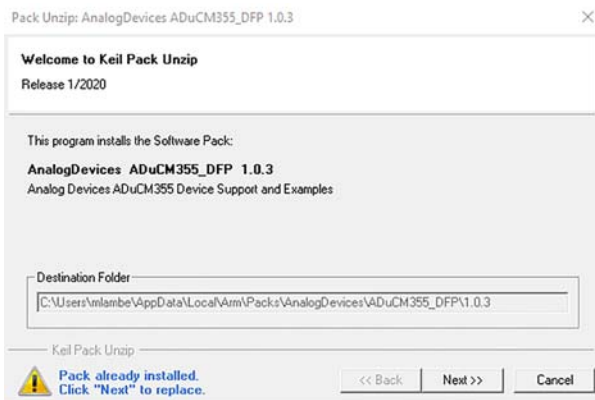 Pack Unzip: AnalogDevices ADuCM355_DFP 1.0.3
Welcome to Keil Pack Unzip
Release 1/2020
This program installs the Software Pack:
AnalogDevices ADuCM355_DFP 1.0.3
Analog Devices ADuCM355 Device Support and Examples
Destination Folder
C:\Users\mlambe\AppData\Local\Arm\Packs\AnalogDevices\ADuCM355_DFP\1.0.3
Keil Pack Unzip
Pack already installed.
Click "Next" to replace.
<< Back Next >> Cancel